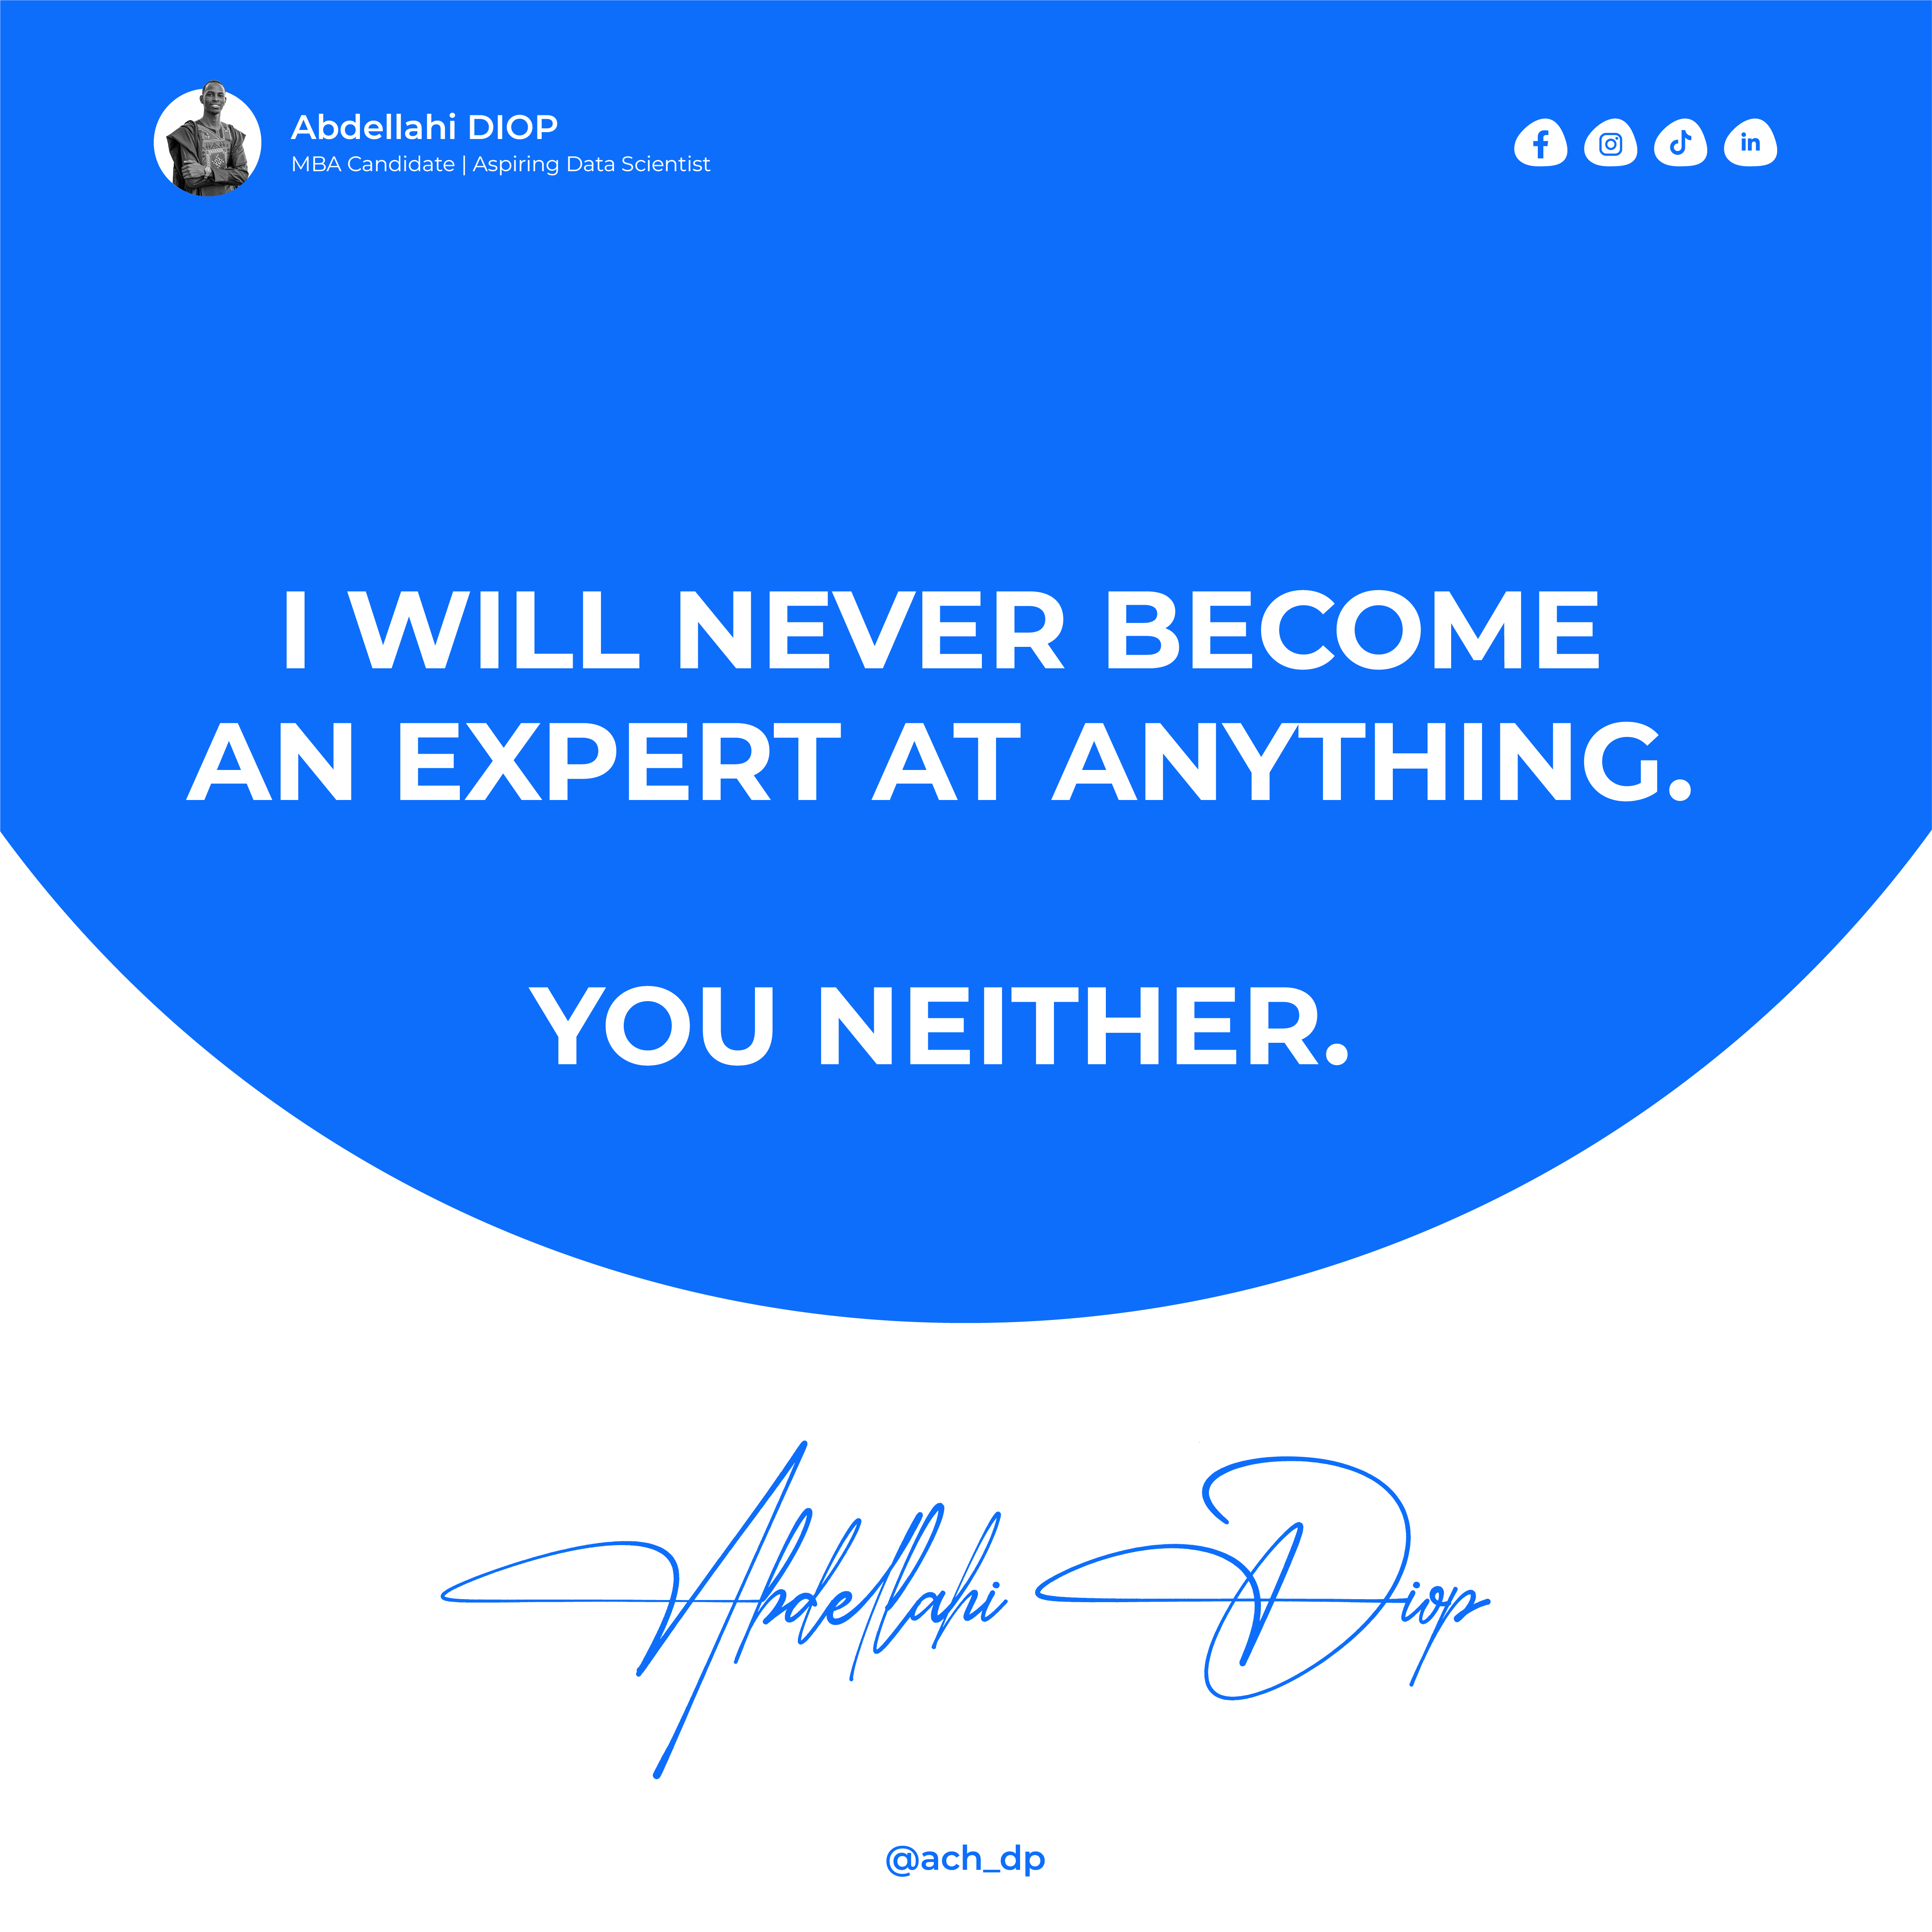 Abdellahi DIOP
MBA Candidate | Aspiring Data Scientist
I WILL NEVER BECOME
AN EXPERT AT ANYTHING.
YOU NEITHER.
Abdellahi Diop
@ach_dp